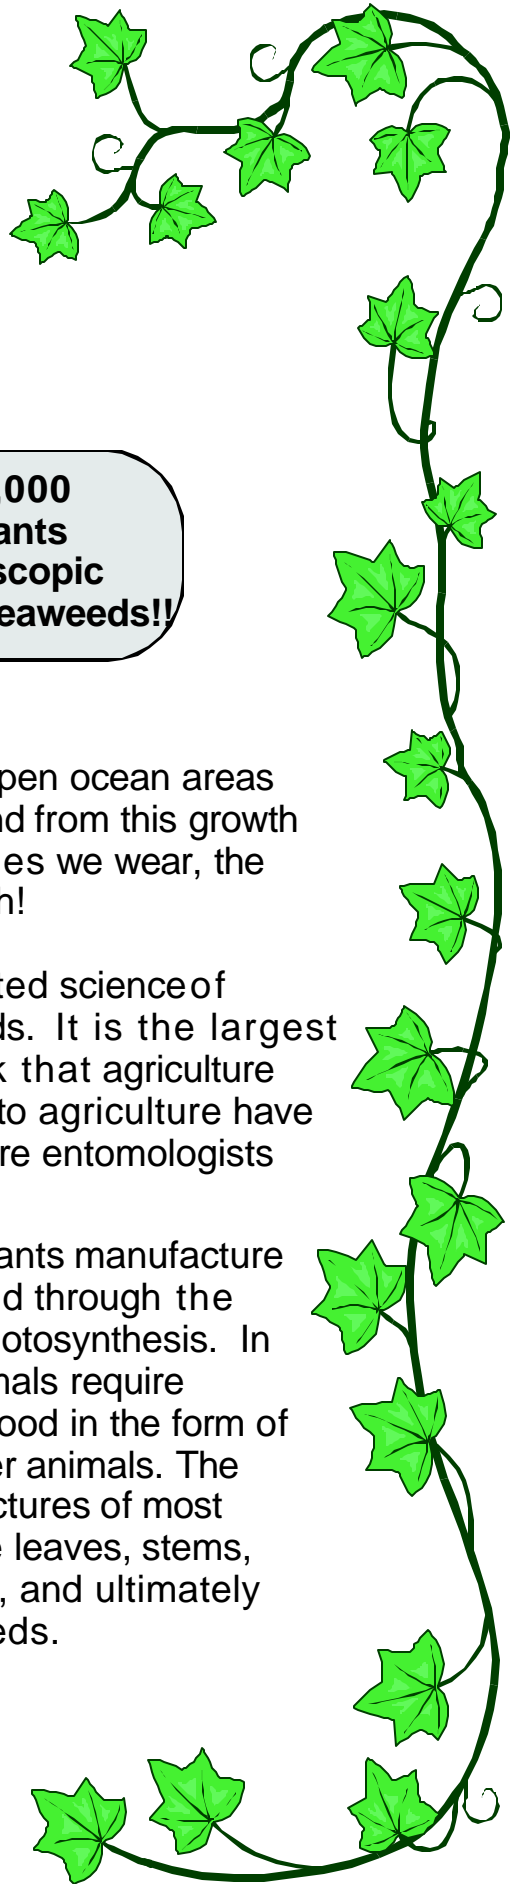 ,000
ants
scopic
eaweeds!!
pen ocean areas
nd from this growth
es we wear, the
h!
ted science of
ds. It is the largest
k that agriculture
to agriculture have
re entomologists
ants manufacture
d through the
otosynthesis. In
nals require
ood in the form of
er animals. The
ctures of most
e leaves, stems,
, and ultimately
eds.